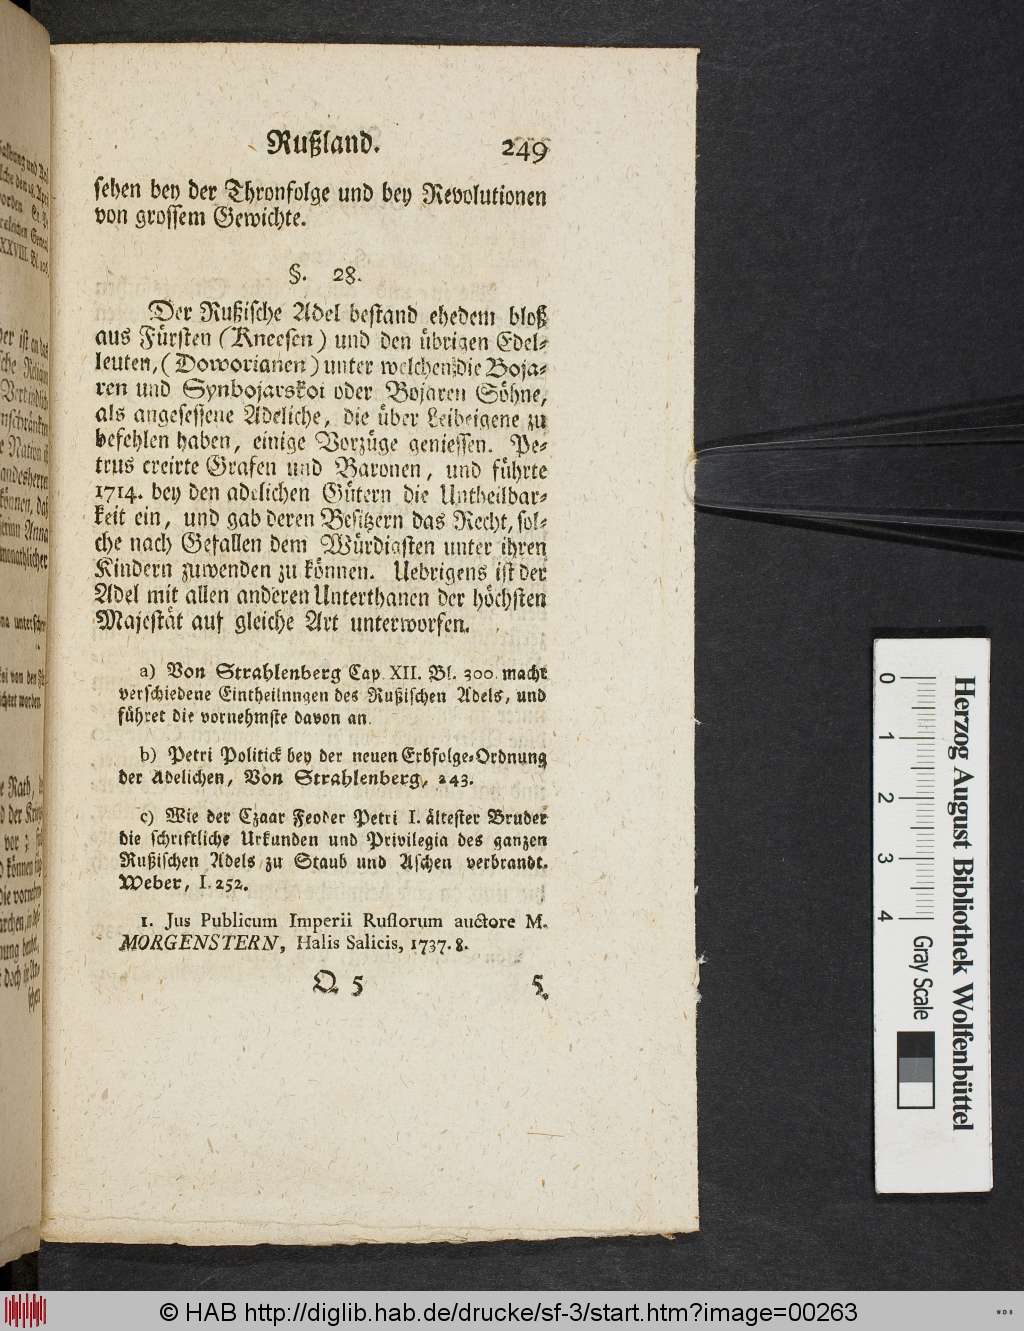 Rußland. 249
sehen bey der Thronfolge und bey Revolutionen
von grossem Gewichte.
§. 28.
Der Rußische Adel bestand ehedem bloß
aus Fürsten (Kneesen) und den übrigen Edel-
leuten, (Doworianen) unter welchen die Boja-
ren und Synbojarskoi oder Bojaren Söhne,
als angesessene Adeliche, die über Leibeigene zu
befehlen haben, einige Vorzüge geniessen. Pe-
trus creirte Grafen und Baronen, und führte
1714. bey den adelichen Gütern die Untheilbar-
keit ein, und gab deren Besitzern das Recht, sol-
che nach Gefallen dem Würdigsten unter ihren
Kindern zuwenden zu können. Uebrigens ist der
Adel mit allen anderen Unterthanen der höchsten
Majestät auf gleiche Art unterworfen.
a) Von Strahlenberg Cap. XII. Bl. 300. macht
verschiedene Eintheilnngen des Rußischen Adels, und
führet die vornehmste davon an.
b) Petri Politick bey der neuen Erbfolge-Ordnung
der Adelichen, Von Strahlenberg, 243.
c) Wie der Czaar Feoder Petri I. ältester Bruder
die schriftliche Urkunden und Privilegia des ganzen
Rußischen Adels zu Staub und Aschen verbrandt.
Weber, I. 252.
1. Jus Publicum Imperii Russorum auctore M.
MORGENSTERN, Halis Salicis, 1737. 8.
Q 5 5.
0 1 2 3 4
Gray Scale
Herzog August Bibliothek Wolfenbüttel
© HAB http://diglib.hab.de/drucke/sf-3/start.htm?image=00263